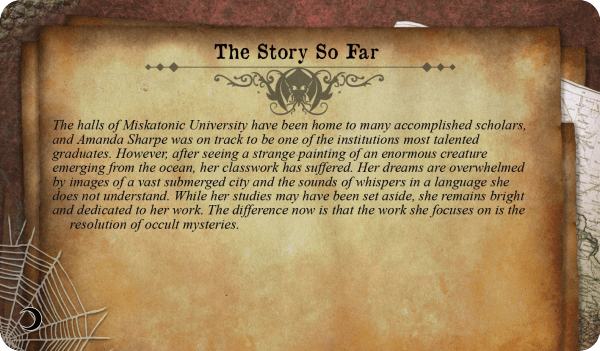 The Story So Far
The halls of Miskatonic University have been home to many accomplished scholars,
and Amanda Sharpe was on track to be one of the institutions most talented
graduates. However, after seeing a strange painting of an enormous creature
emerging from the ocean, her classwork has suffered. Her dreams are overwhelmed
by images of a vast submerged city and the sounds of whispers in a language she
does not understand. While her studies may have been set aside, she remains bright
and dedicated to her work. The difference now is that the work she focuses on is the
resolution of occult mysteries.